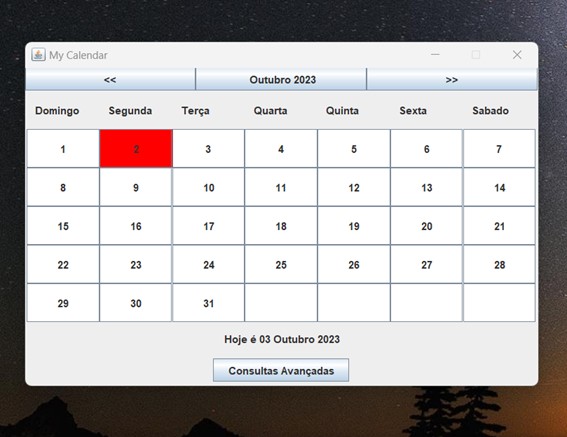 My Calendar
<< Outubro 2023 >>
Domingo Segunda Terça Quarta Quinta Sexta Sabado
1 2 3 4 5 6 7
8 9 10 11 12 13 14
15 16 17 18 19 20 21
22 23 24 25 26 27 28
29 30 31
Hoje é 03 Outubro 2023
Consultas Avançadas